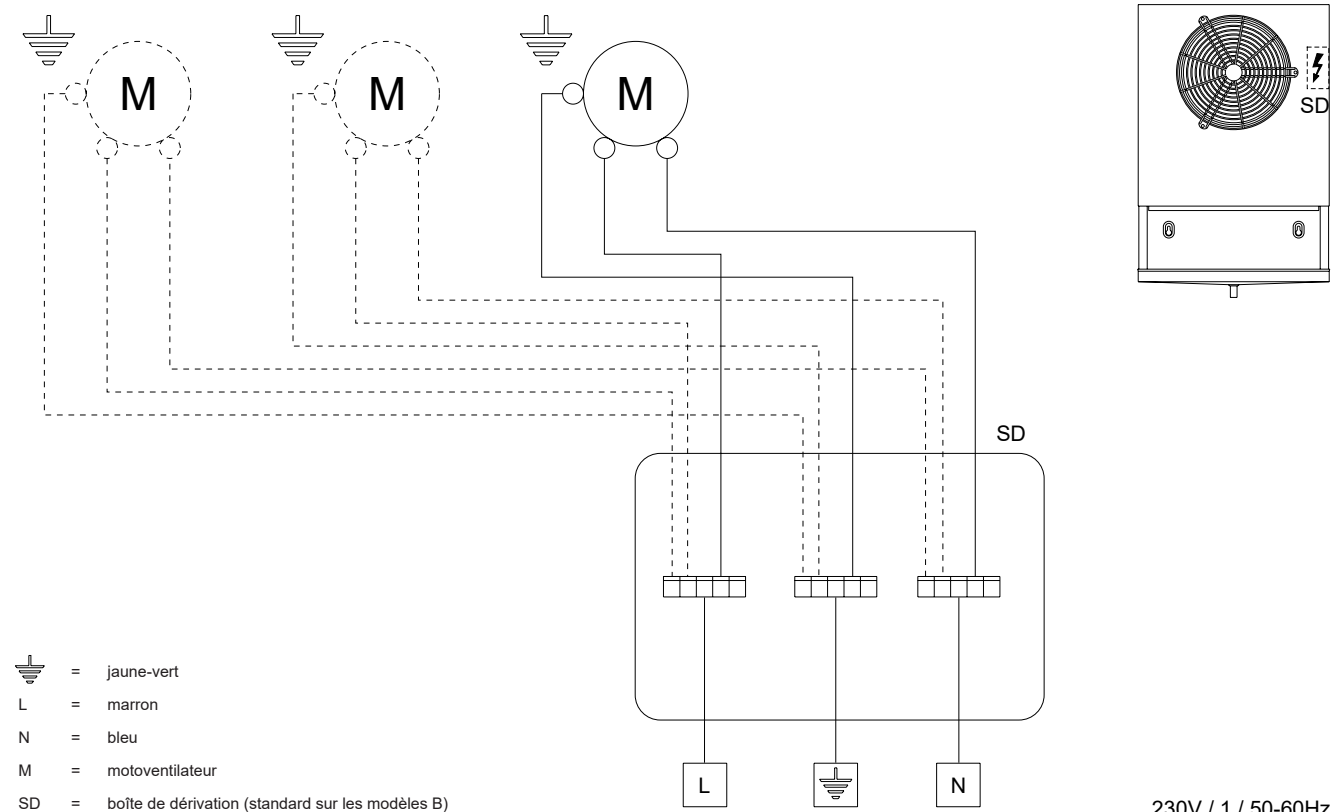 M M M
SD
SD
= jaune-vert
L = marron
N = bleu
M = motoventilateur
SD = boîte de dérivation (standard sur les modèles B)
L N
230V / 1 / 50-60Hz